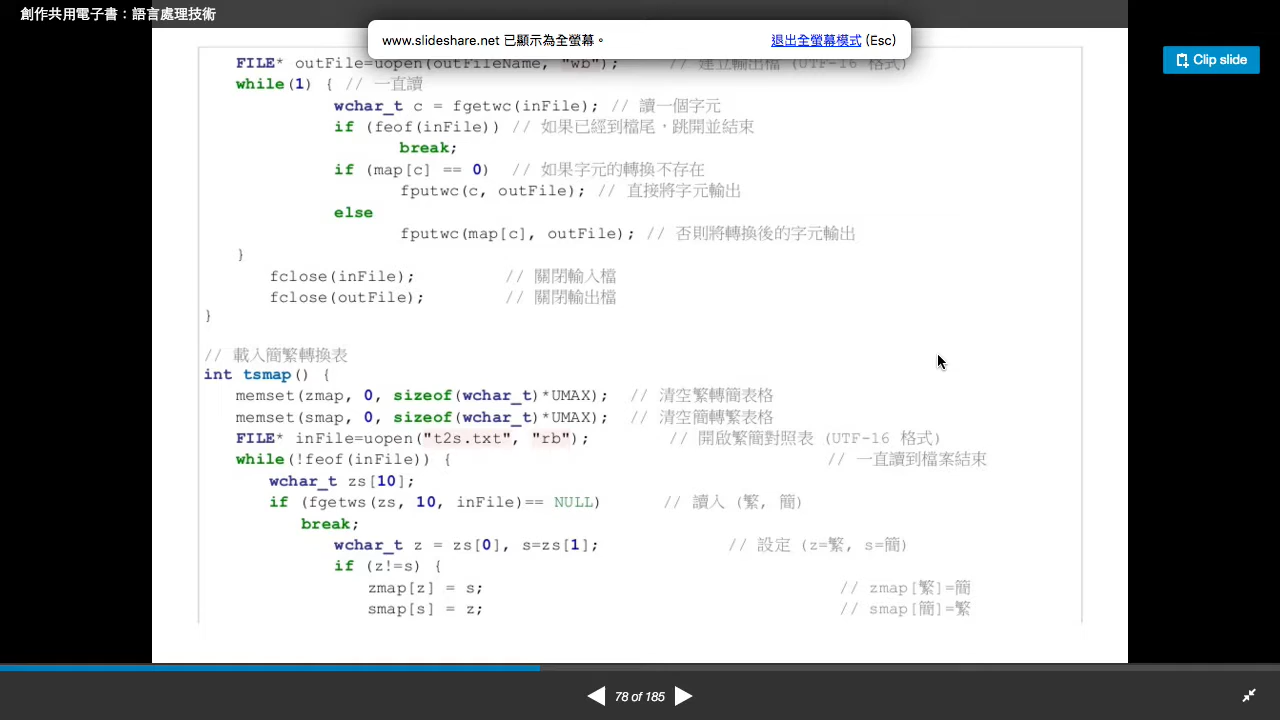 創作共用電子書：語言處理技術
www.slideshare.net 已顯示為全螢幕。 退出全螢幕模式 (Esc)
Clip slide
FILE* outFile=uopen(outFileName, "wb"); // 建立輸出檔 (UTF-16 格式)
while(1) { // 一直讀
wchar_t c = fgetwc(inFile); // 讀一個字元
if (feof(inFile)) // 如果已經到檔尾，跳開並結束
break;
if (map[c] == 0) // 如果字元的轉換不存在
fputwc(c, outFile); // 直接將字元輸出
else
fputwc(map[c], outFile); // 否則將轉換後的字元輸出
}
fclose(inFile); // 關閉輸入檔
fclose(outFile); // 關閉輸出檔
}
// 載入簡繁轉換表
int tsmap() {
memset(zmap, 0, sizeof(wchar_t)*UMAX); // 清空繁轉簡表格
memset(smap, 0, sizeof(wchar_t)*UMAX); // 清空簡轉繁表格
FILE* inFile=uopen("t2s.txt", "rb"); // 開啟繁簡對照表 (UTF-16 格式)
while(!feof(inFile)) { // 一直讀到檔案結束
wchar_t zs[10];
if (fgetws(zs, 10, inFile)== NULL) // 讀入 (繁, 簡)
break;
wchar_t z = zs[0], s=zs[1]; // 設定 (z=繁, s=簡)
if (z!=s) {
zmap[z] = s; // zmap[繁]=簡
smap[s] = z; // smap[簡]=繁
78 of 185